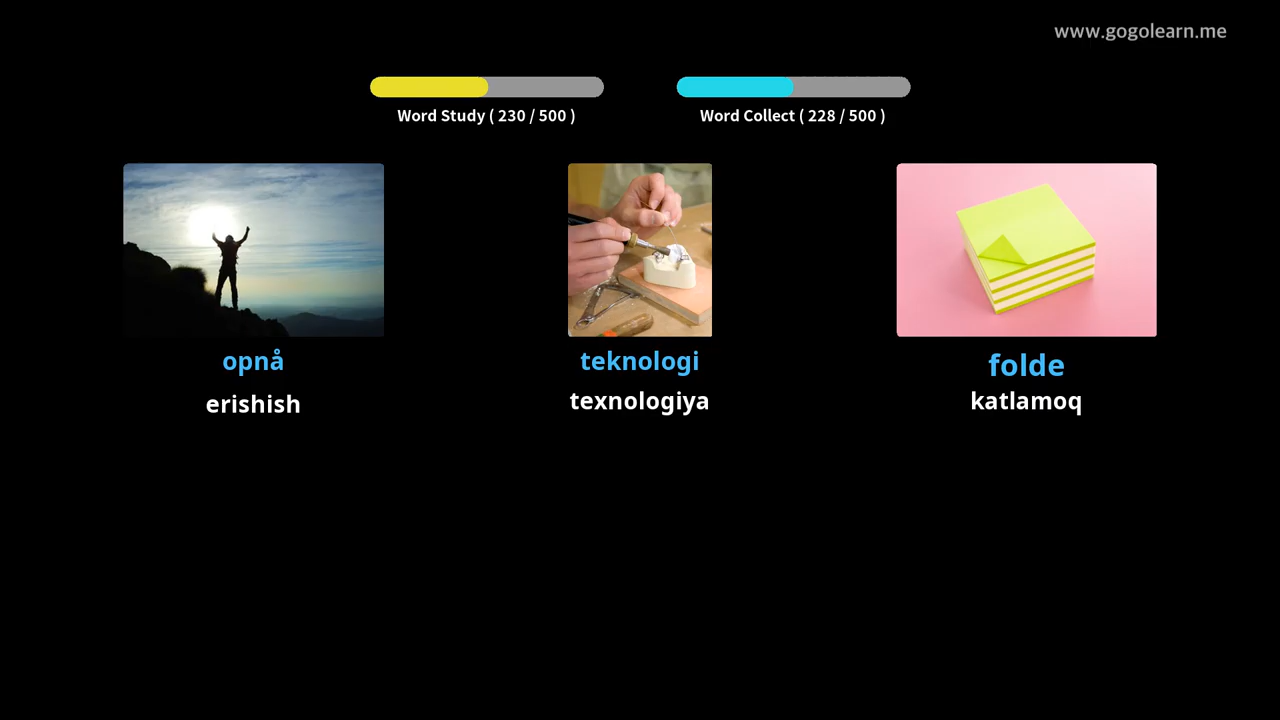 www.gogolearn.me
Word Study ( 230 / 500 )
Word Collect ( 228 / 500 )
opnå
erishish
teknologi
texnologiya
folde
katlamoq